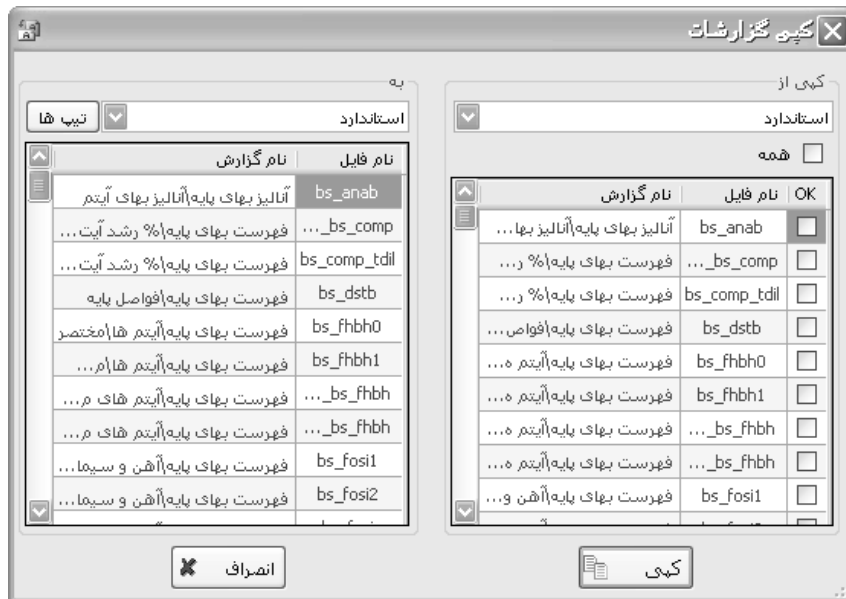 کپی گزارشات
کپی از
استاندارد
همه
OK نام فایل نام گزارش
bs_anab آنالیز بهای پایه\آنالیز بها...
..._bs_comp فهرست بهای پایه\% ر...
bs_comp_tdil فهرست بهای پایه\% ر...
bs_dstb فهرست بهای پایه\فواص...
bs_fhbh0 فهرست بهای پایه\آیتم ه...
bs_fhbh1 فهرست بهای پایه\آیتم ه...
..._bs_fhbh فهرست بهای پایه\آیتم ه...
..._bs_fhbh فهرست بهای پایه\آیتم ه...
bs_fosi1 فهرست بهای پایه\آهن و...
کپی
به
استاندارد تیپ ها
نام فایل نام گزارش
bs_anab آنالیز بهای پایه\آنالیز بهای آیتم
..._bs_comp فهرست بهای پایه\% رشد آیت...
bs_comp_tdil فهرست بهای پایه\% رشد آیت...
bs_dstb فهرست بهای پایه\فواصل پایه
bs_fhbh0 فهرست بهای پایه\آیتم ها\مختصر
bs_fhbh1 فهرست بهای پایه\آیتم ها\م...
..._bs_fhbh فهرست بهای پایه\آیتم های م...
..._bs_fhbh فهرست بهای پایه\آیتم های م...
bs_fosi1 فهرست بهای پایه\آهن و سیما...
bs_fosi2 فهرست بهای پایه\آهن و سیما...
انصراف